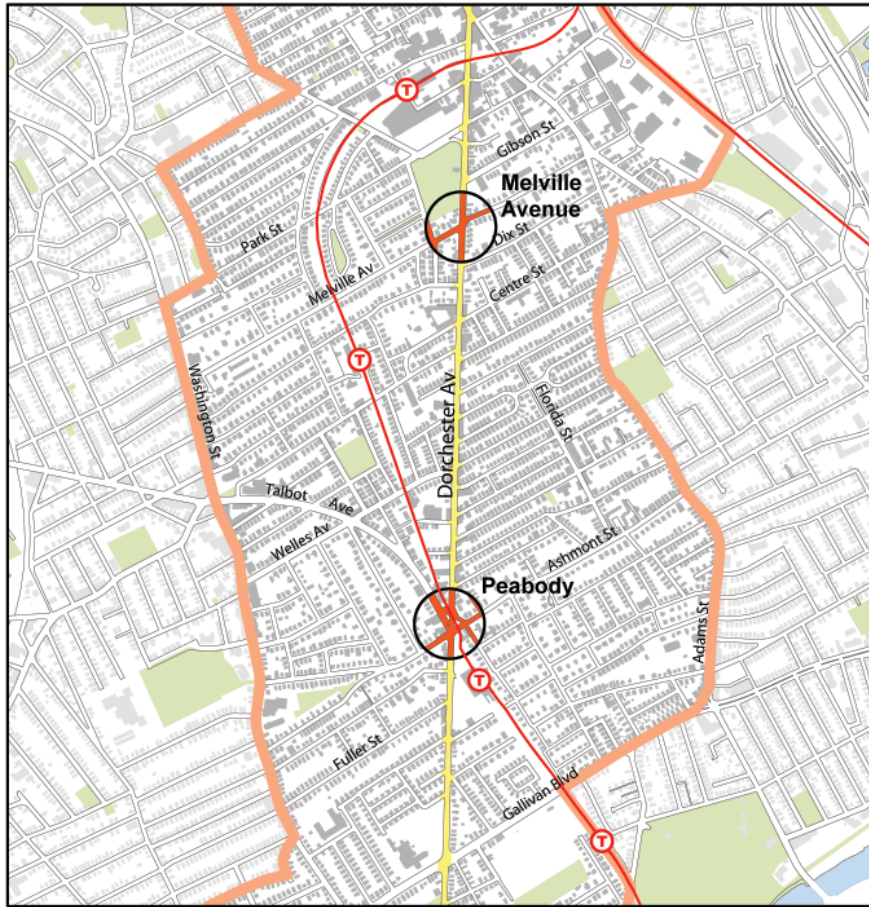 T
Gibson St
Melville
Avenue
Park St
Dix St
Melville Av
Centre St
T
Washington St
Dorchester Av
Florida St
Talbot Ave
Welles Av
Ashmont St
Peabody
Adams St
T
Fuller St
Gallivan Blvd
T